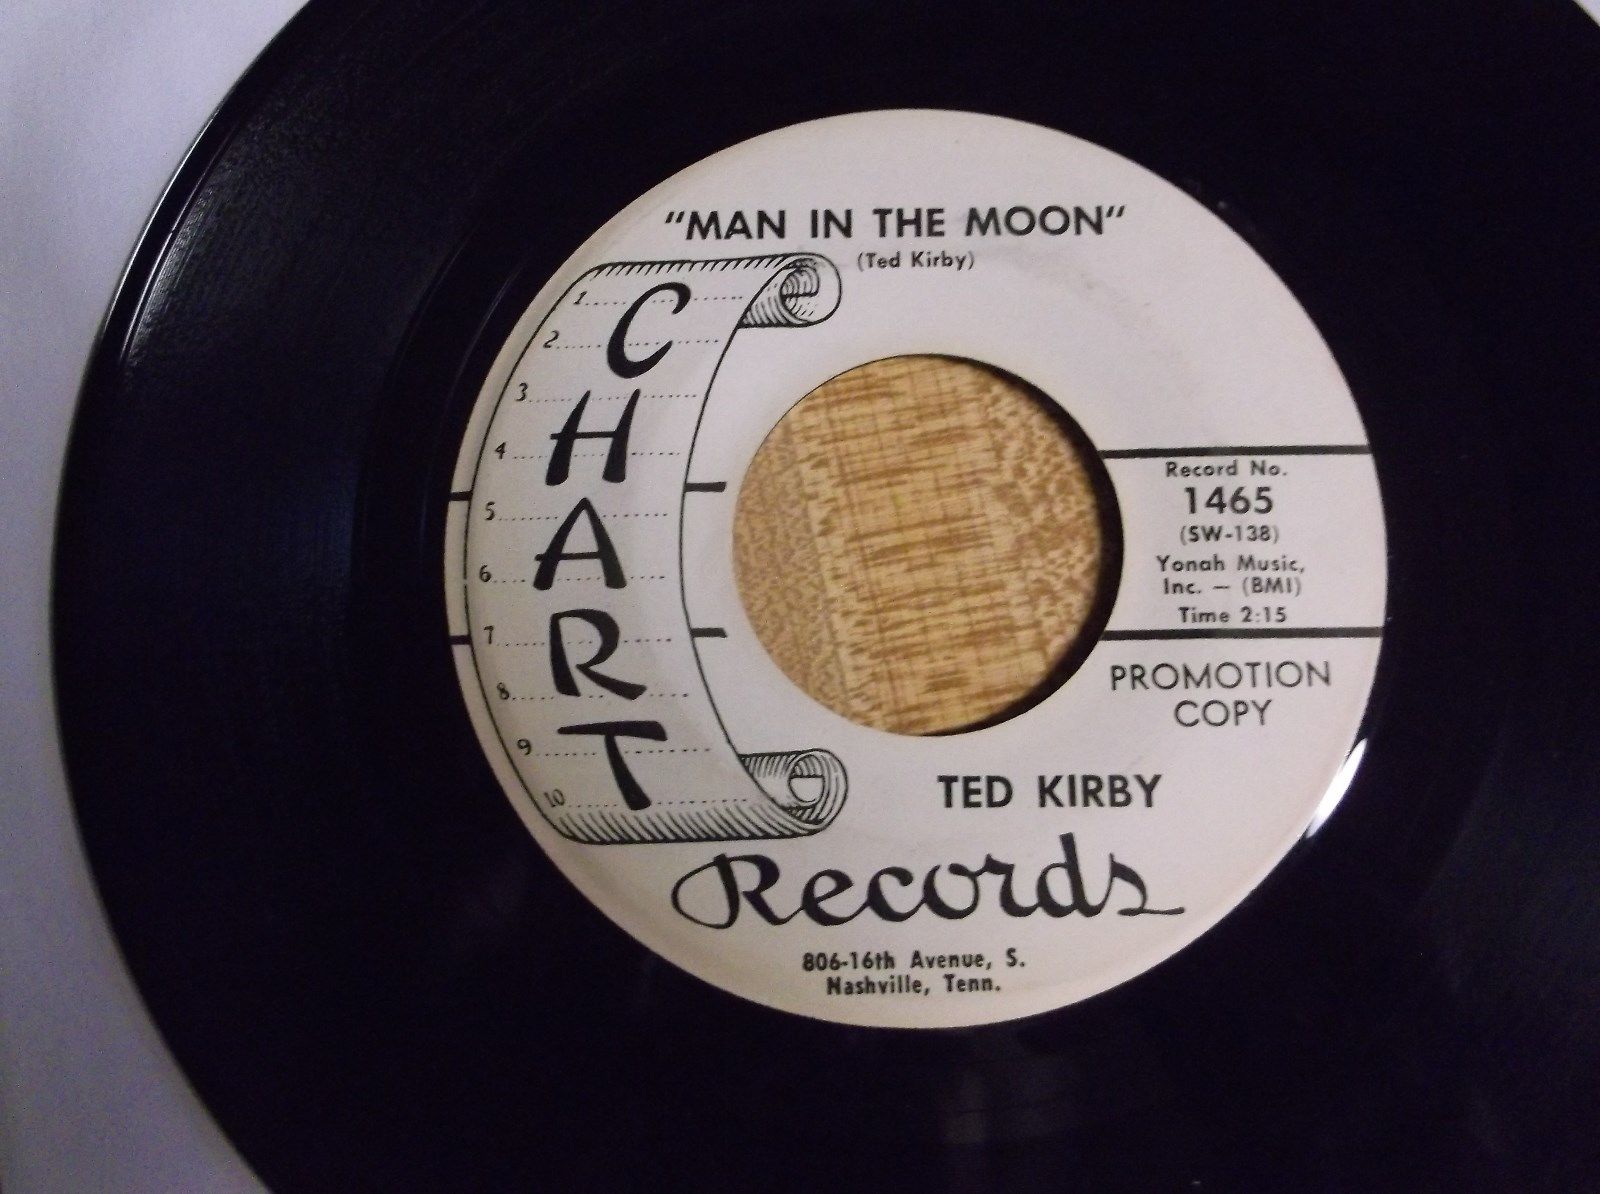 "MAN IN THE MOON"
(Ted Kirby)
CHART
1
2
3
4
5
6
7
8
9
10
Record No.
1465
(SW-138)
Yonah Music,
Inc. — (BMI)
Time 2:15
PROMOTION
COPY
TED KIRBY
Records
806-16th Avenue, S.
Nashville, Tenn.